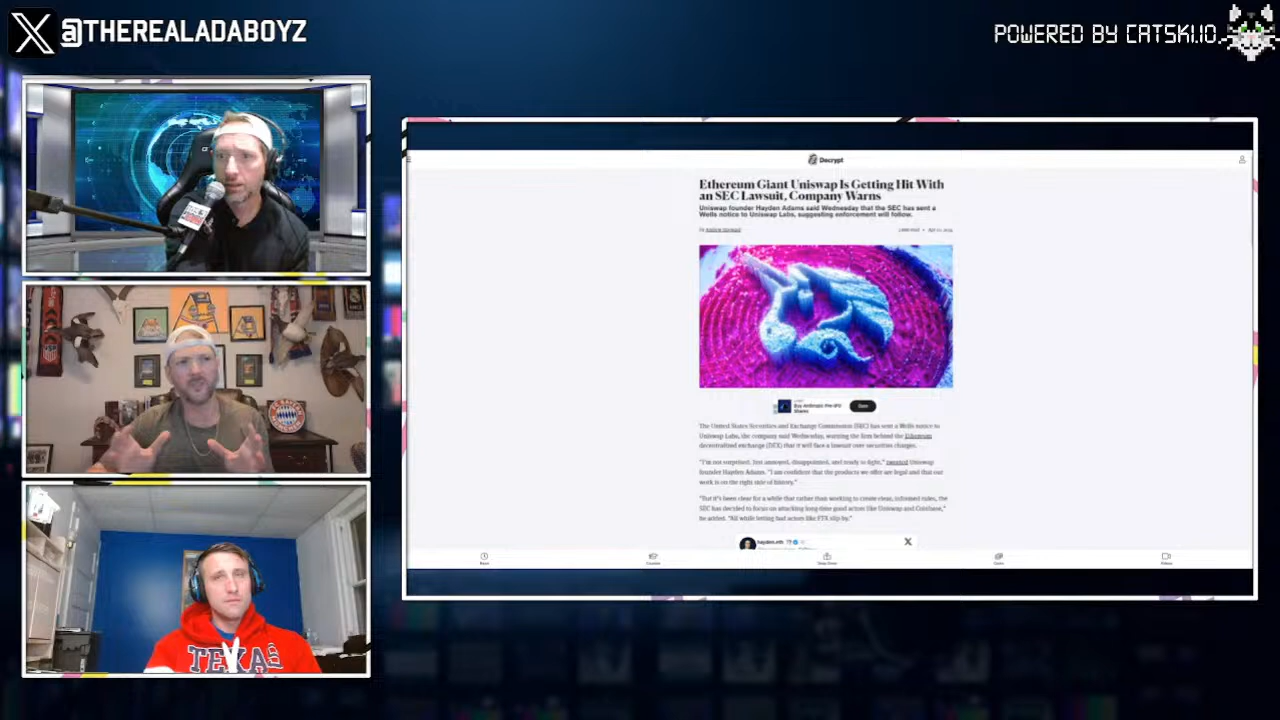 X @THEREALADABOYZ
POWERED BY CATSKI.IO
TEXAS
Decrypt
Ethereum Giant Uniswap Is Getting Hit With
an SEC Lawsuit, Company Warns
Uniswap founder Hayden Adams said Wednesday that the SEC has sent a
Wells notice to Uniswap Labs, suggesting enforcement will follow.
The United States Securities and Exchange Commission (SEC) has sent a Wells notice to
Uniswap Labs, the company said Wednesday, warning the firm behind the Ethereum
decentralized exchange (DEX) that it will face a lawsuit over securities charges.
"I'm not surprised. Just annoyed, disappointed, and ready to fight," tweeted Uniswap
founder Hayden Adams. "I am confident that the products we offer are legal and that our
work is on the right side of history."
"But it's been clear for a while that rather than working to create clear, informed rules, the
SEC has decided to focus on attacking long-time good actors like Uniswap and Coinbase,"
he added. "All while letting bad actors like FTX slip by."
hayden.eth
X